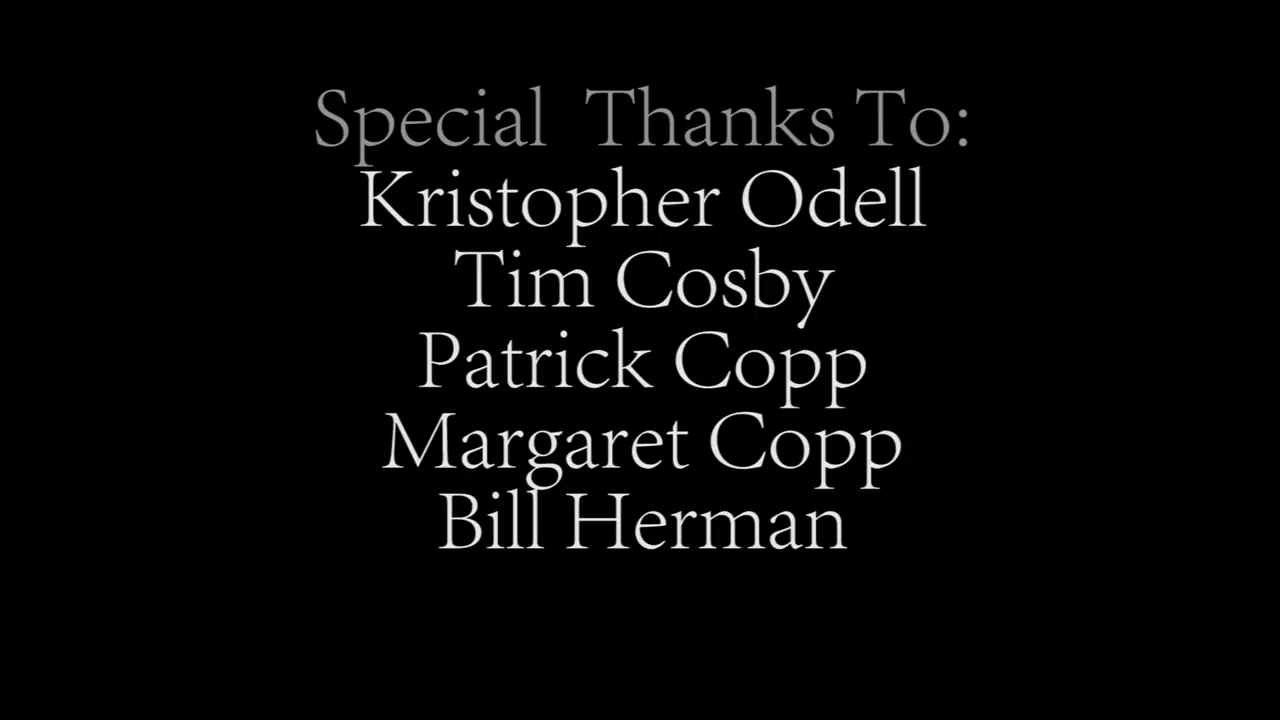 Special Thanks To:
Kristopher Odell
Tim Cosby
Patrick Copp
Margaret Copp
Bill Herman